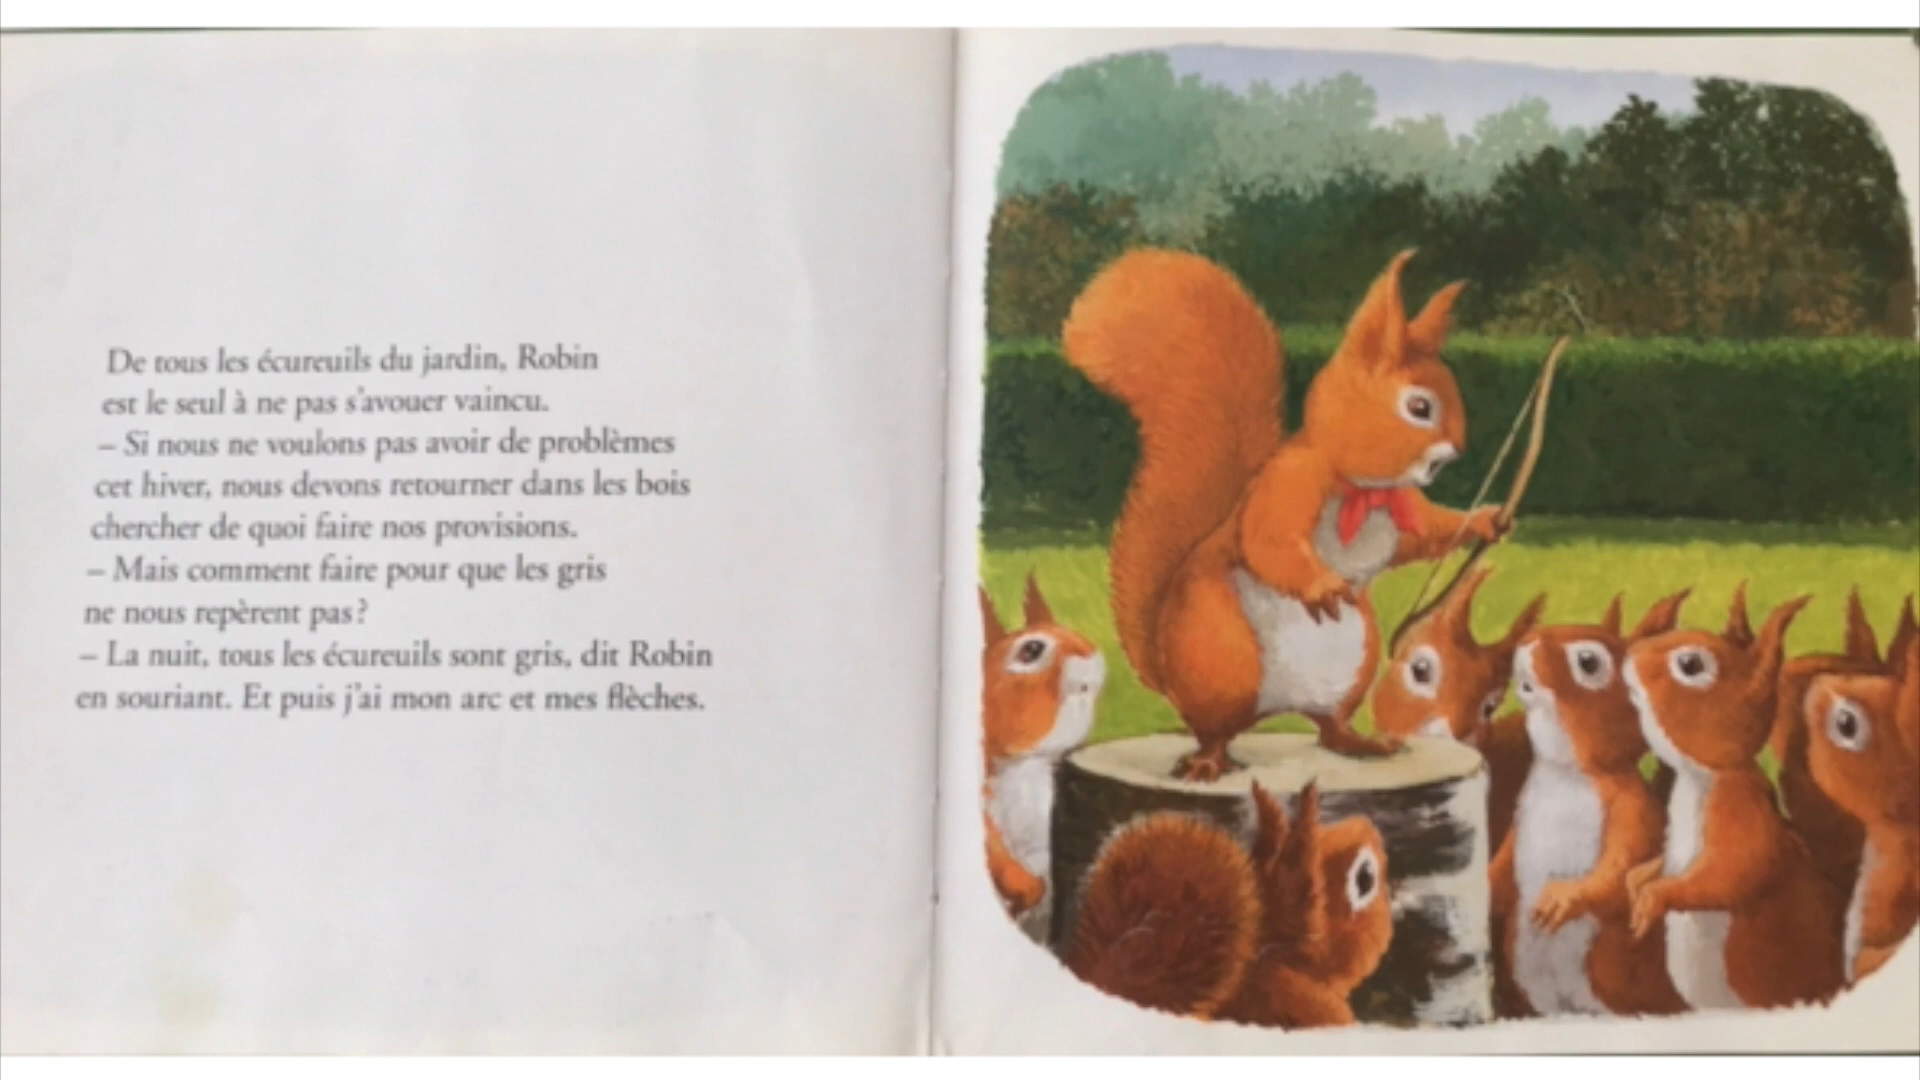 De tous les écureuils du jardin, Robin
est le seul à ne pas s'avouer vaincu.
– Si nous ne voulons pas avoir de problèmes
cet hiver, nous devons retourner dans les bois
chercher de quoi faire nos provisions.
– Mais comment faire pour que les gris
ne nous repèrent pas ?
– La nuit, tous les écureuils sont gris, dit Robin
en souriant. Et puis j'ai mon arc et mes flèches.